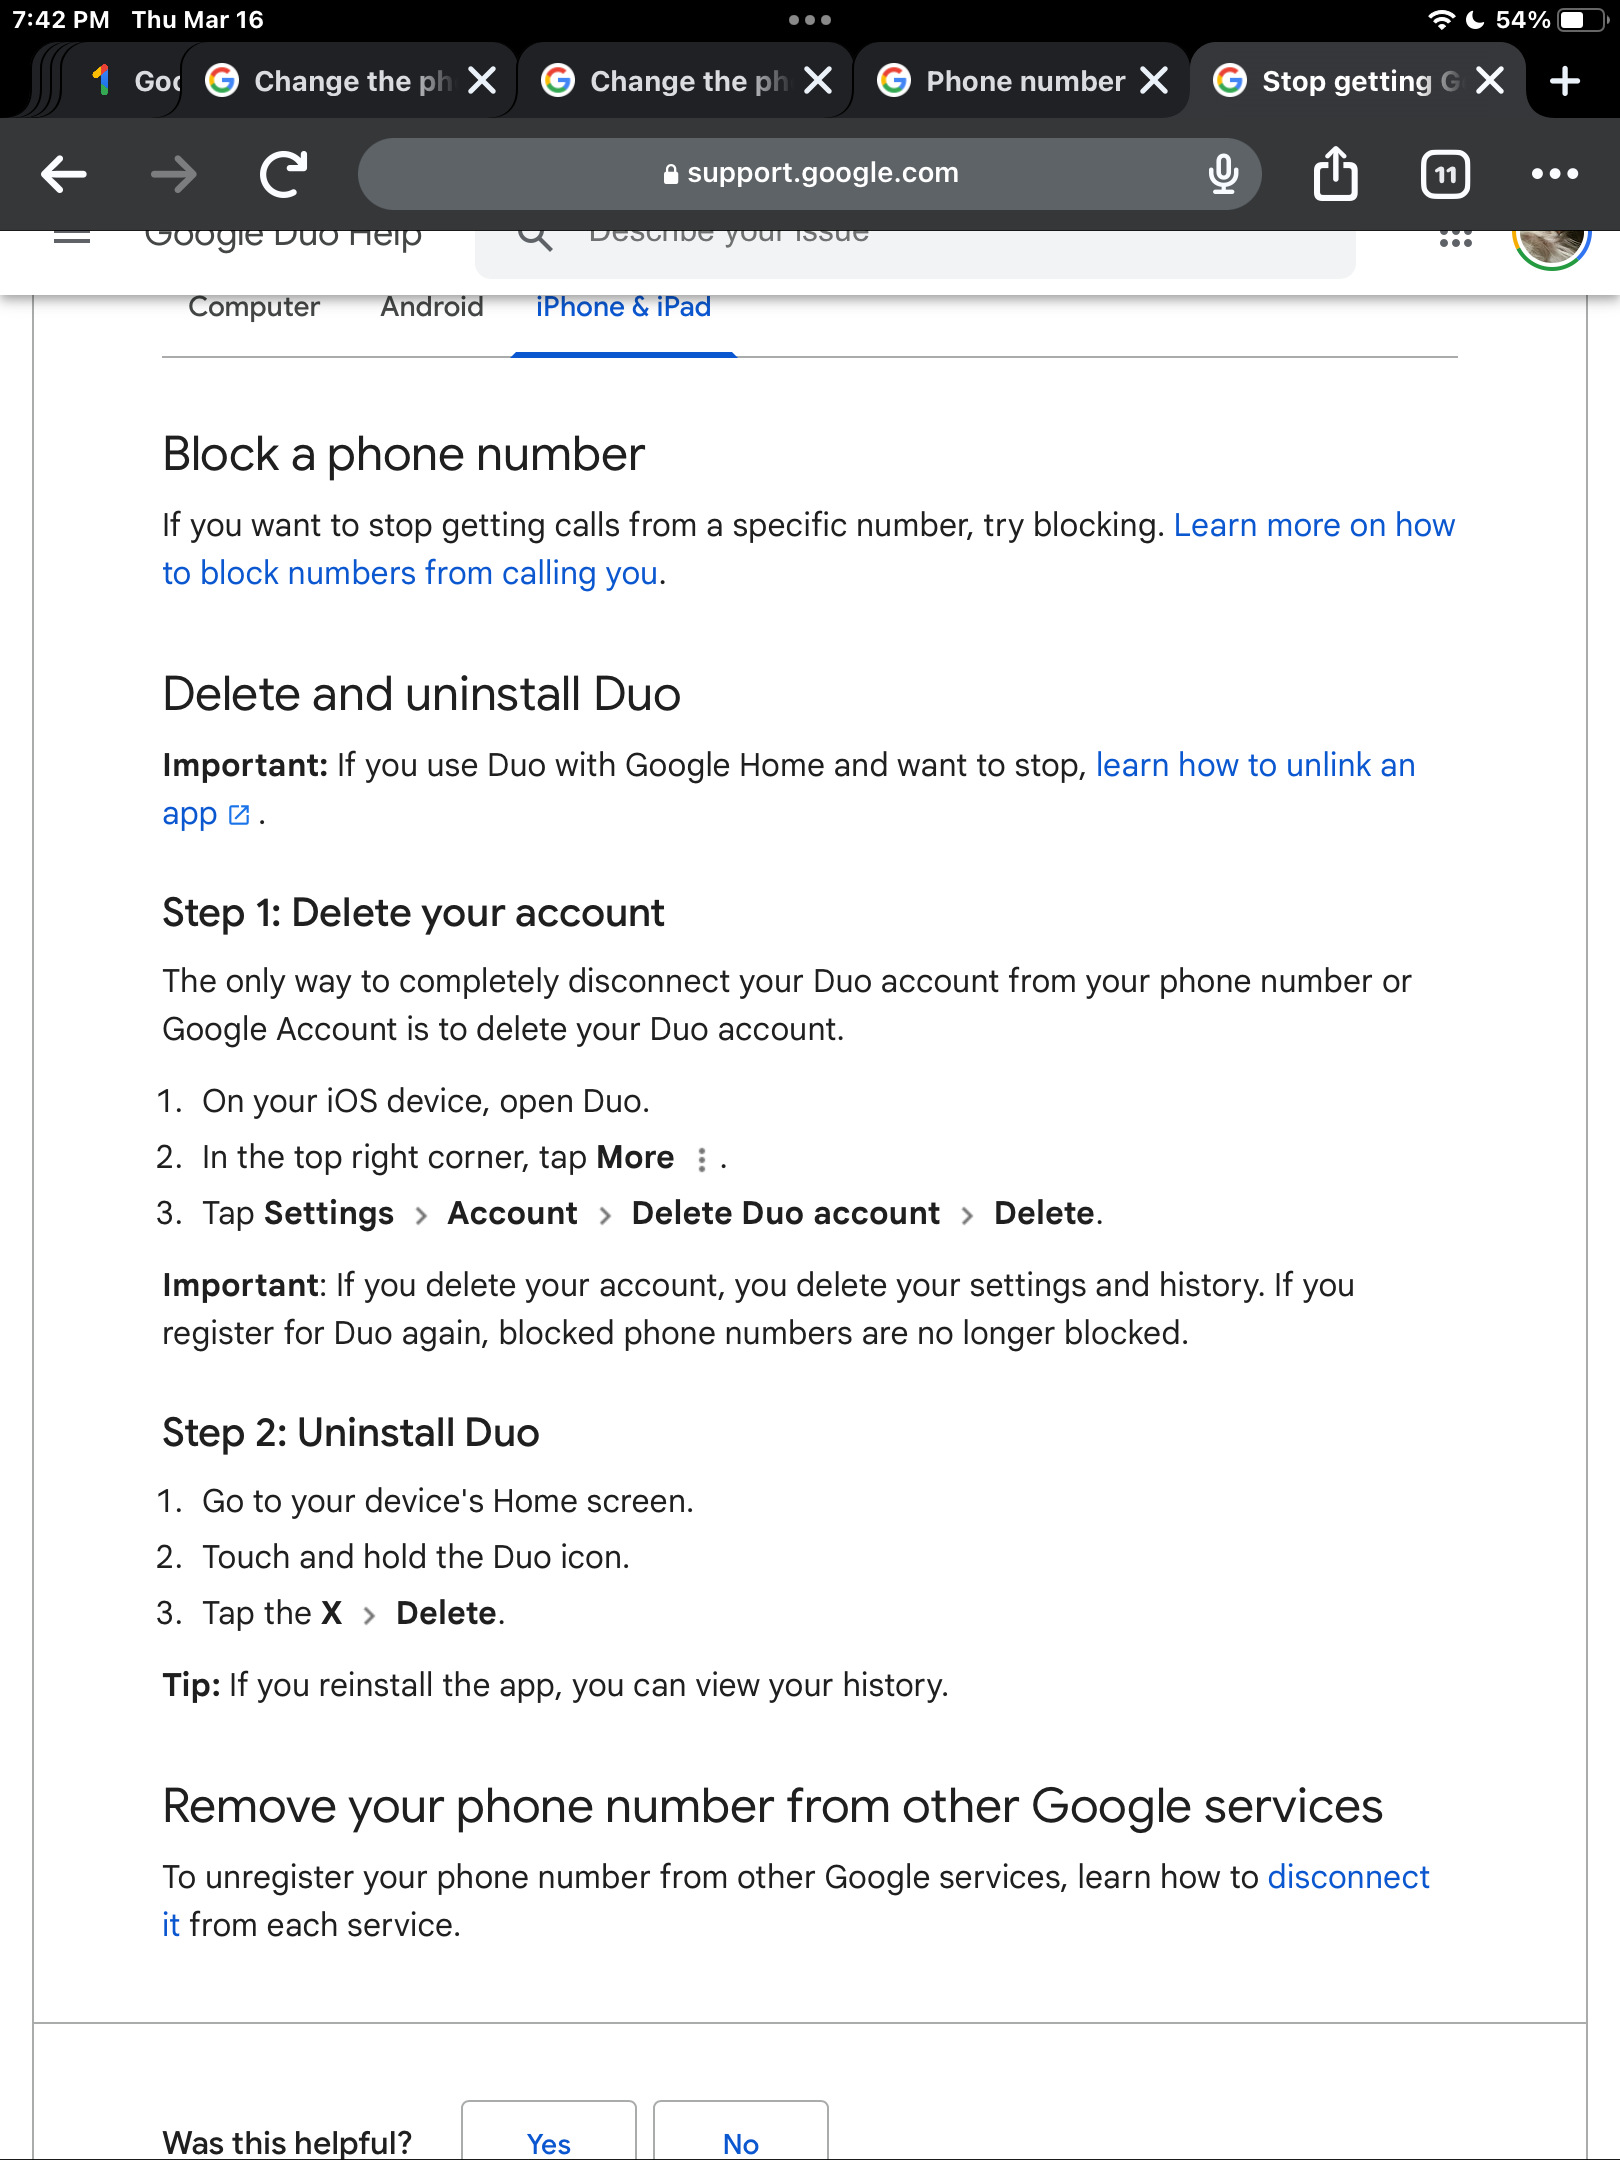 7:42 PM Thu Mar 16
54%
Goo
Change the ph
Change the ph
Phone number
Stop getting G
support.google.com
11
Google Duo Help
Describe your issue
Computer Android iPhone & iPad
Block a phone number
If you want to stop getting calls from a specific number, try blocking. Learn more on how
to block numbers from calling you.
Delete and uninstall Duo
Important: If you use Duo with Google Home and want to stop, learn how to unlink an
app .
Step 1: Delete your account
The only way to completely disconnect your Duo account from your phone number or
Google Account is to delete your Duo account.
1. On your iOS device, open Duo.
2. In the top right corner, tap More ⋮ .
3. Tap Settings > Account > Delete Duo account > Delete.
Important: If you delete your account, you delete your settings and history. If you
register for Duo again, blocked phone numbers are no longer blocked.
Step 2: Uninstall Duo
1. Go to your device's Home screen.
2. Touch and hold the Duo icon.
3. Tap the X > Delete.
Tip: If you reinstall the app, you can view your history.
Remove your phone number from other Google services
To unregister your phone number from other Google services, learn how to disconnect
it from each service.
Was this helpful? Yes No